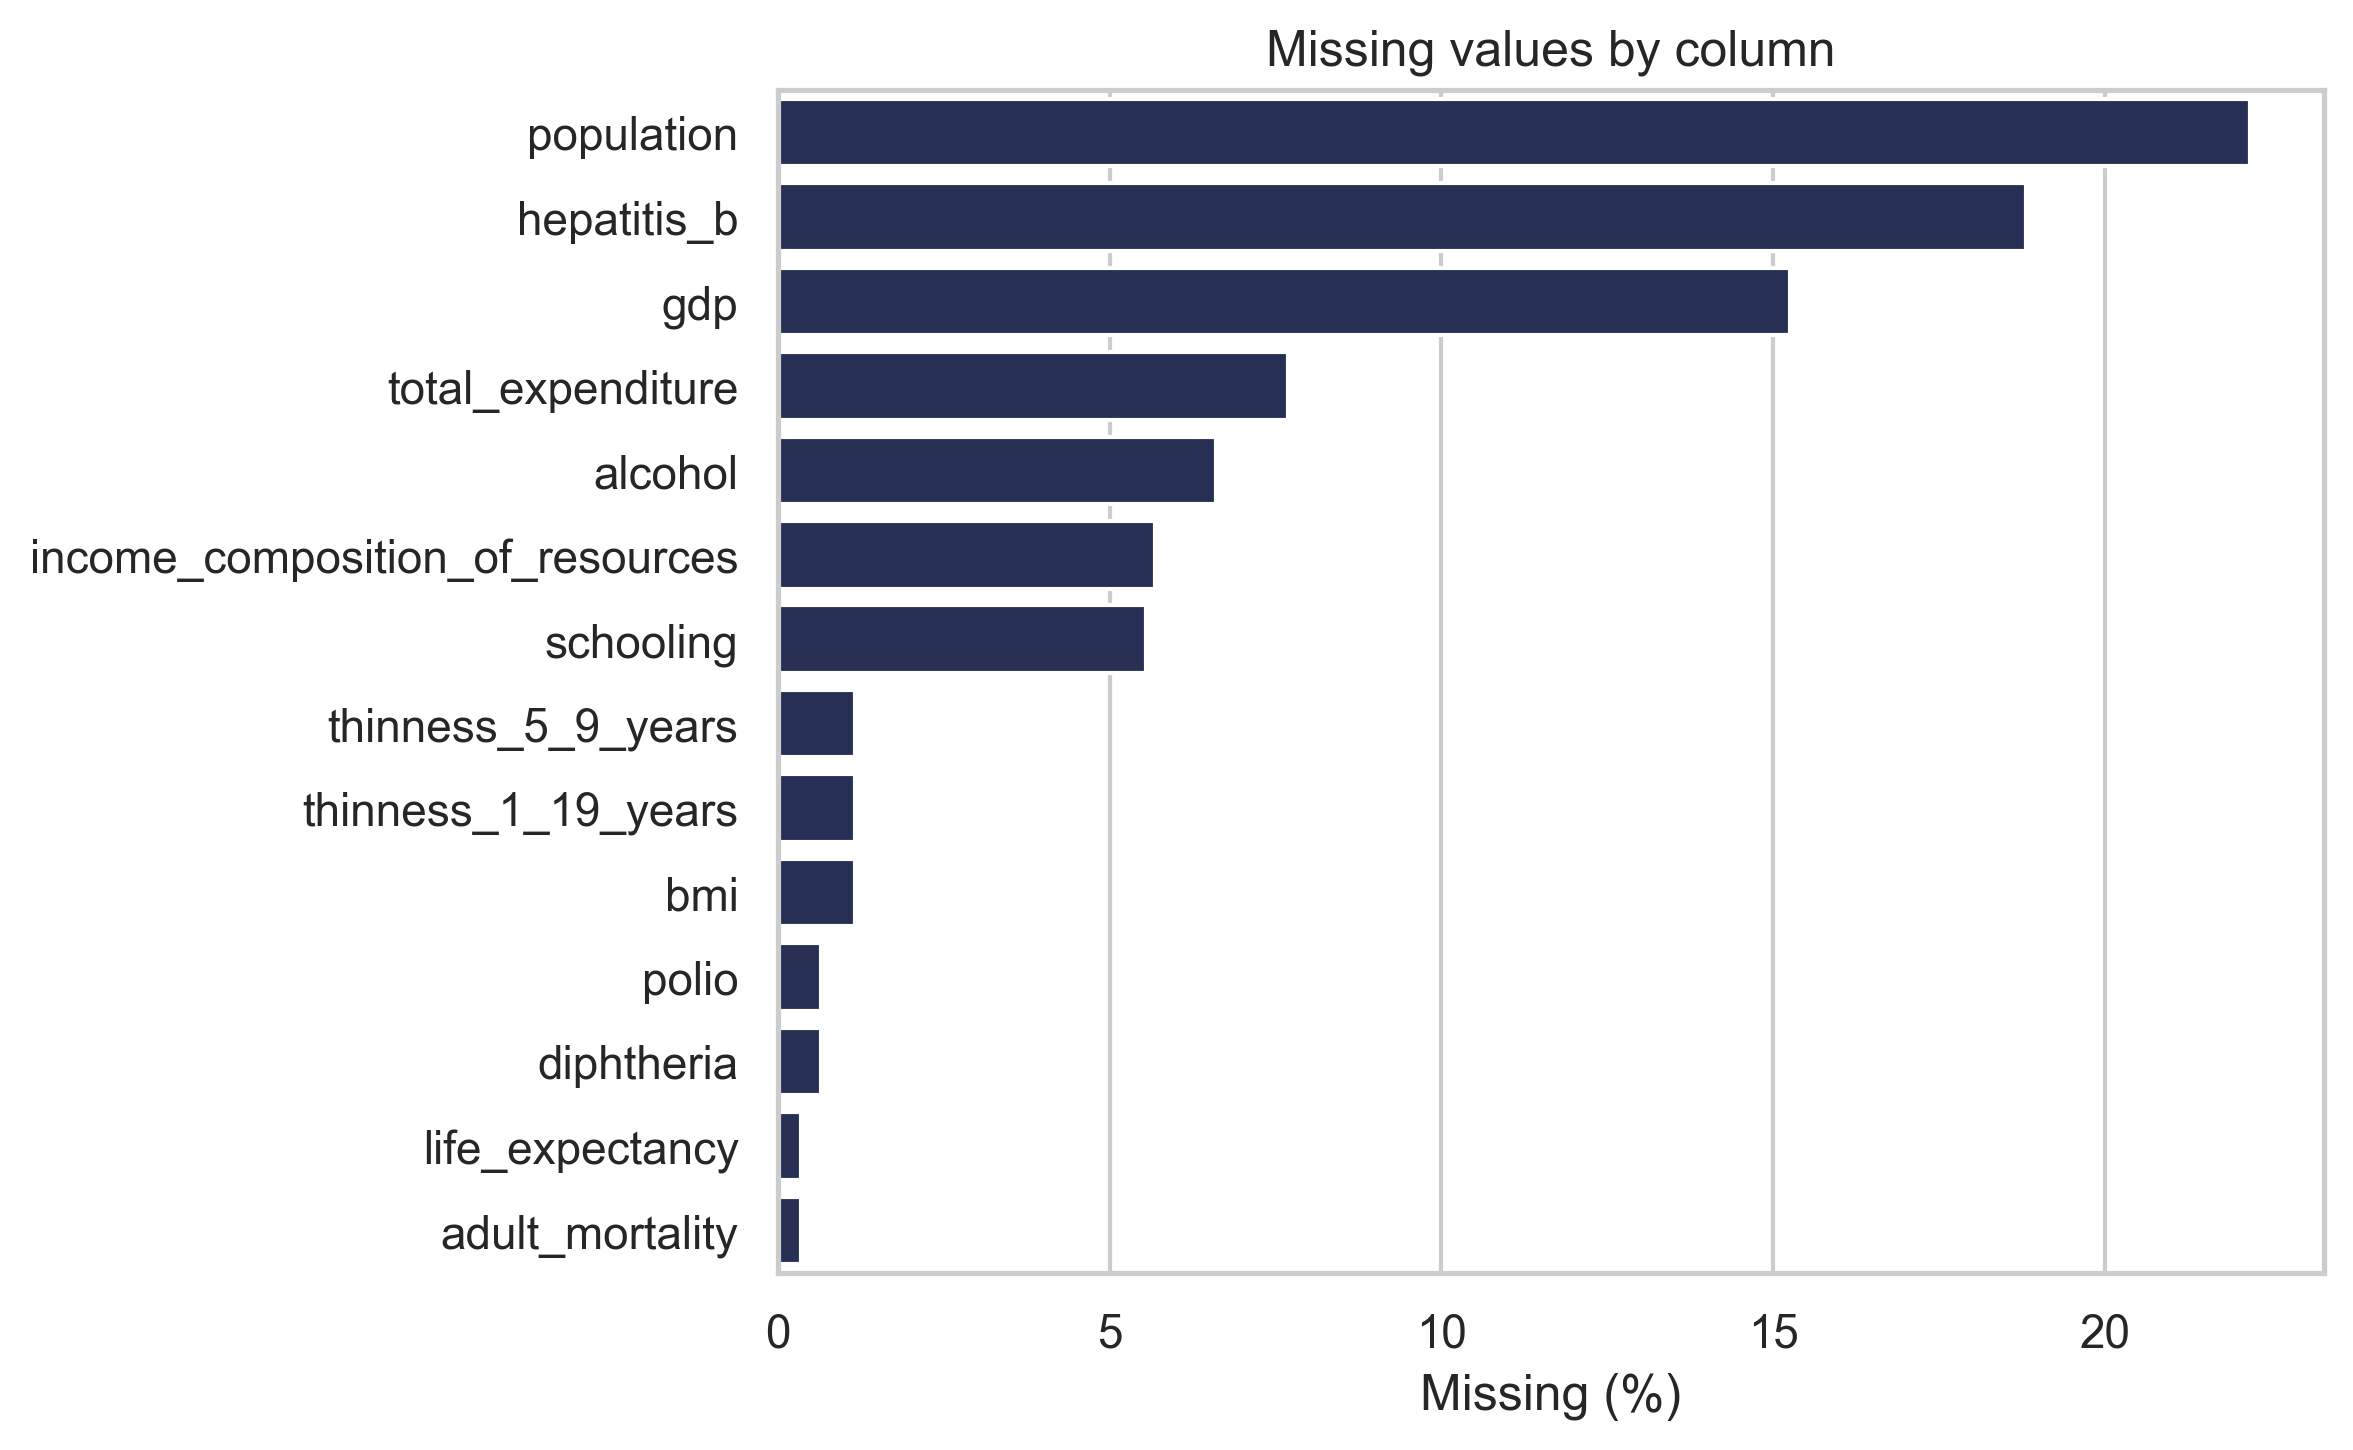 Missing values by column
population
hepatitis_b
gdp
total_expenditure
alcohol
income_composition_of_resources
schooling
thinness_5_9_years
thinness_1_19_years
bmi
polio
diphtheria
life_expectancy
adult_mortality
0 5 10 15 20
Missing (%)